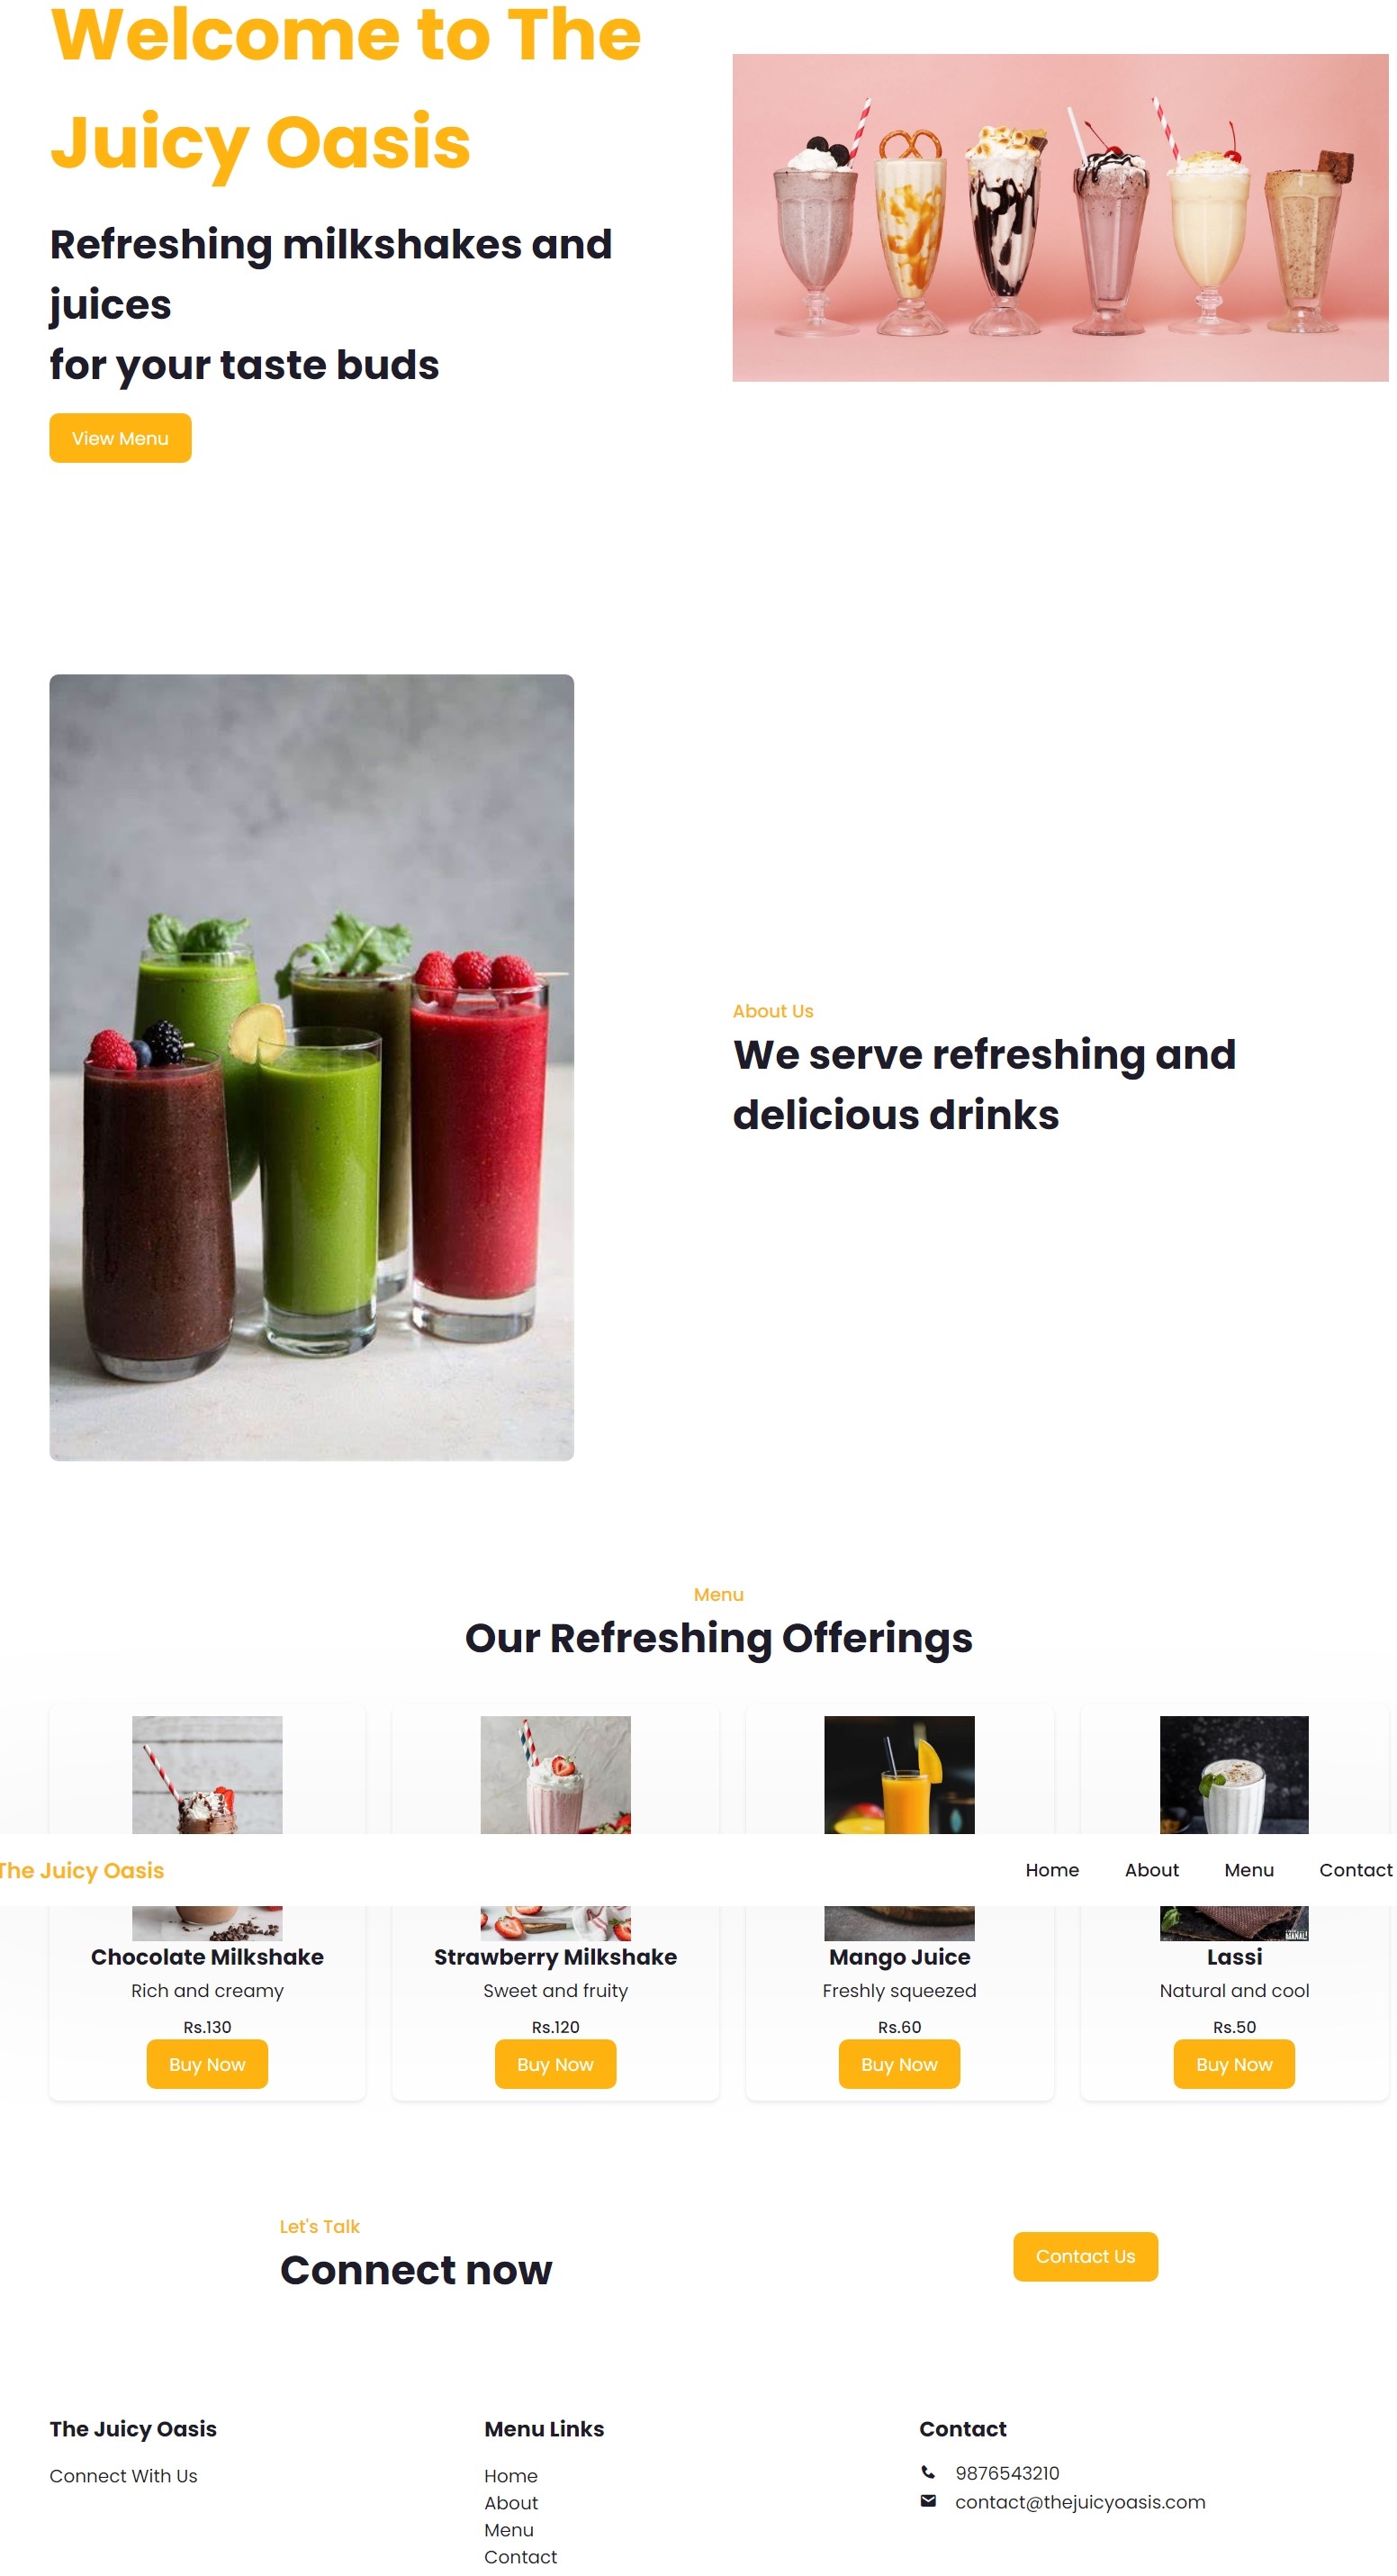 Welcome to The
Juicy Oasis
Refreshing milkshakes and
juices
for your taste buds
View Menu
About Us
We serve refreshing and
delicious drinks
Menu
Our Refreshing Offerings
The Juicy Oasis
Home About Menu Contact
Chocolate Milkshake
Rich and creamy
Rs.130
Buy Now
Strawberry Milkshake
Sweet and fruity
Rs.120
Buy Now
Mango Juice
Freshly squeezed
Rs.60
Buy Now
Lassi
Natural and cool
Rs.50
Buy Now
Let's Talk
Connect now
Contact Us
The Juicy Oasis
Connect With Us
Menu Links
Home
About
Menu
Contact
Contact
9876543210
contact@thejuicyoasis.com